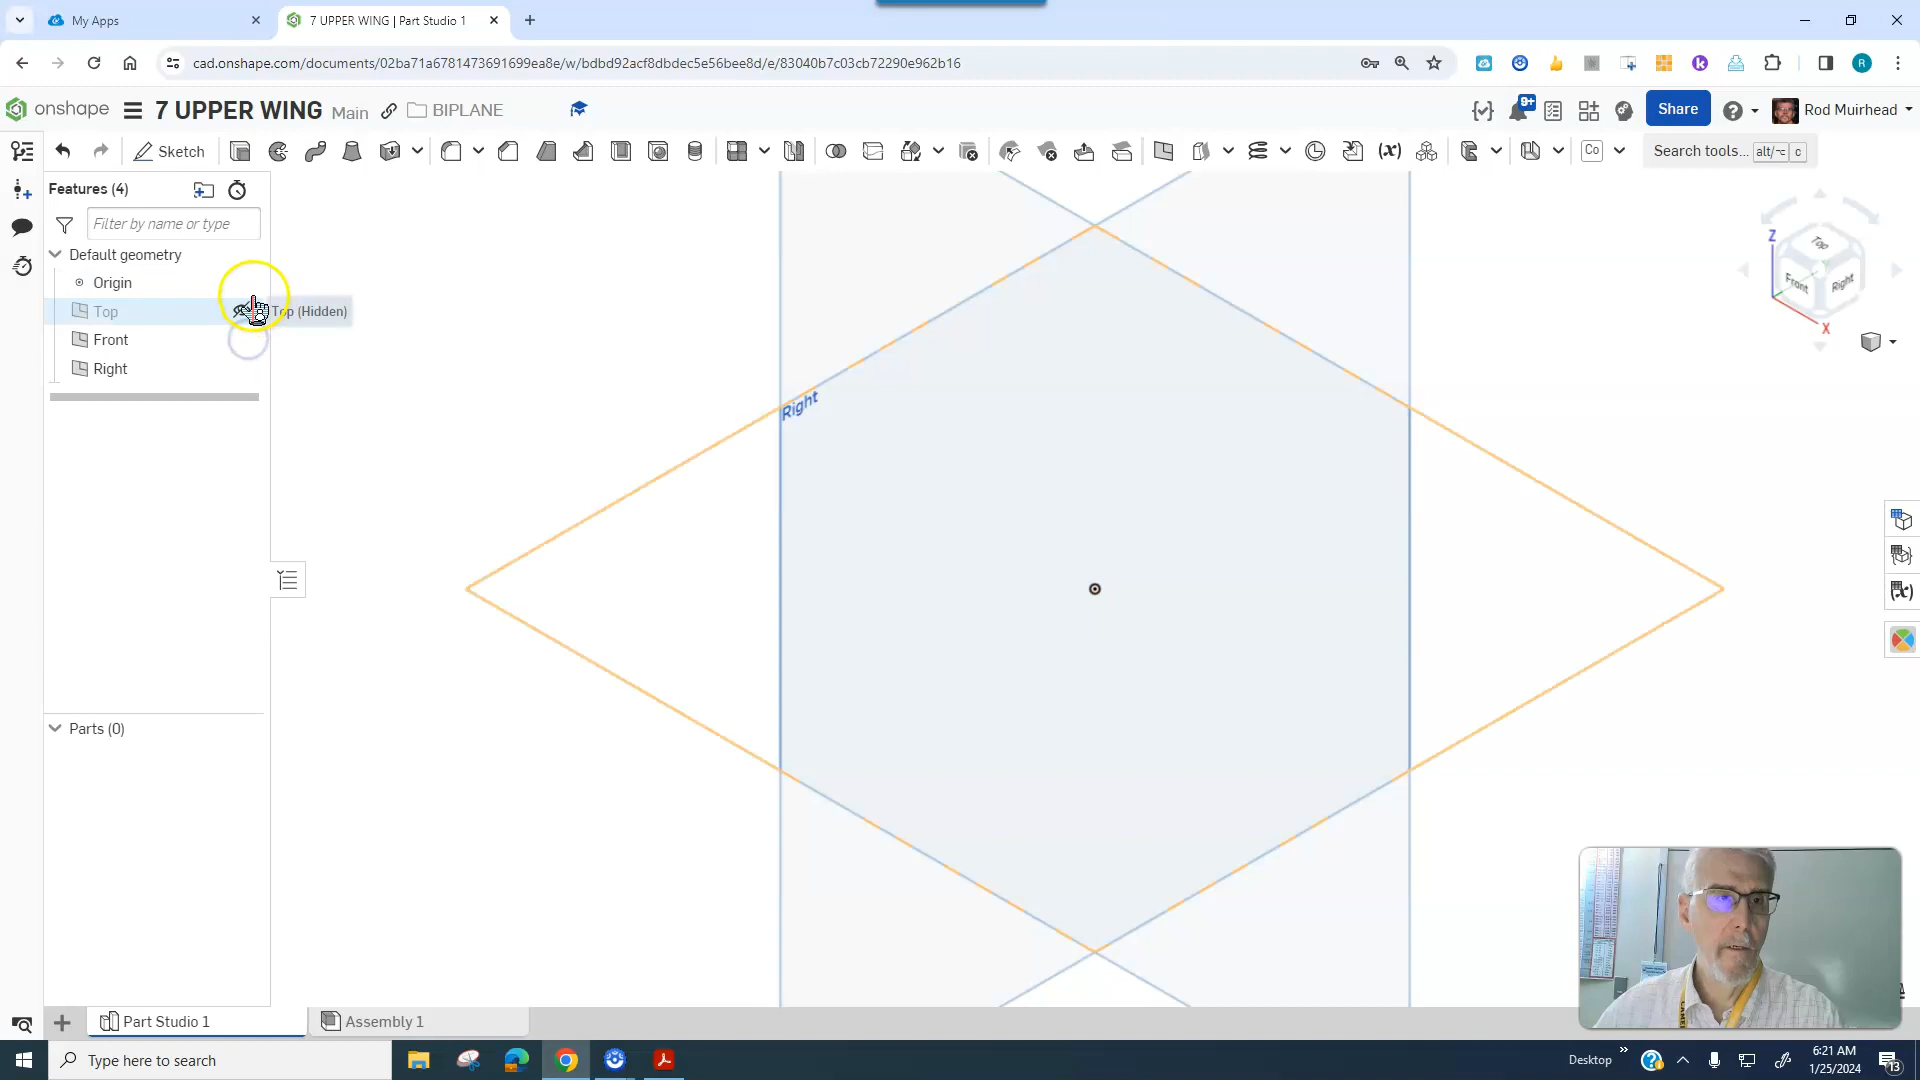 My Apps
7 UPPER WING | Part Studio 1
cad.onshape.com/documents/02ba71a6781473691699ea8e/w/bdbd92acf8dbdec5e56bee8d/e/83040b7c03cb72290e962b16
R
onshape
7 UPPER WING
Main
BIPLANE
9+
Share
Rod Muirhead
Sketch
Co
Search tools... alt/⌥ c
Features (4)
Filter by name or type
Default geometry
Origin
Top
Top (Hidden)
Front
Right
Parts (0)
Right
Z
Top
Front
Right
X
Part Studio 1
Assembly 1
Type here to search
Desktop
6:21 AM
1/25/2024
13